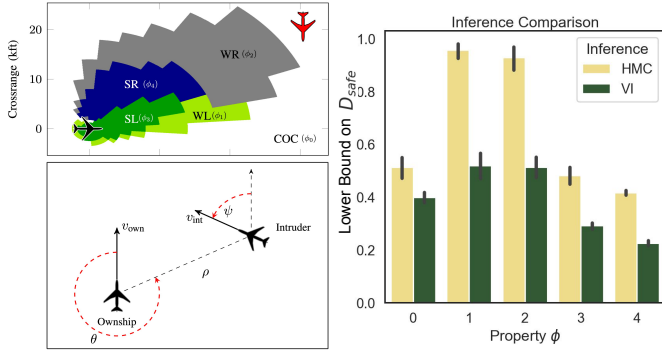 Crossrange (kft)
20
10
0
WR(ϕ₂)
SR (ϕ₄)
SL(ϕ₃)
WL(ϕ₁)
COC (ϕ₀)
v_own
v_int
ψ
Intruder
ρ
Ownship
θ
Inference Comparison
Inference
HMC
VI
Lower Bound on D_safe
1.0
0.8
0.6
0.4
0.2
0.0
0 1 2 3 4
Property ϕ